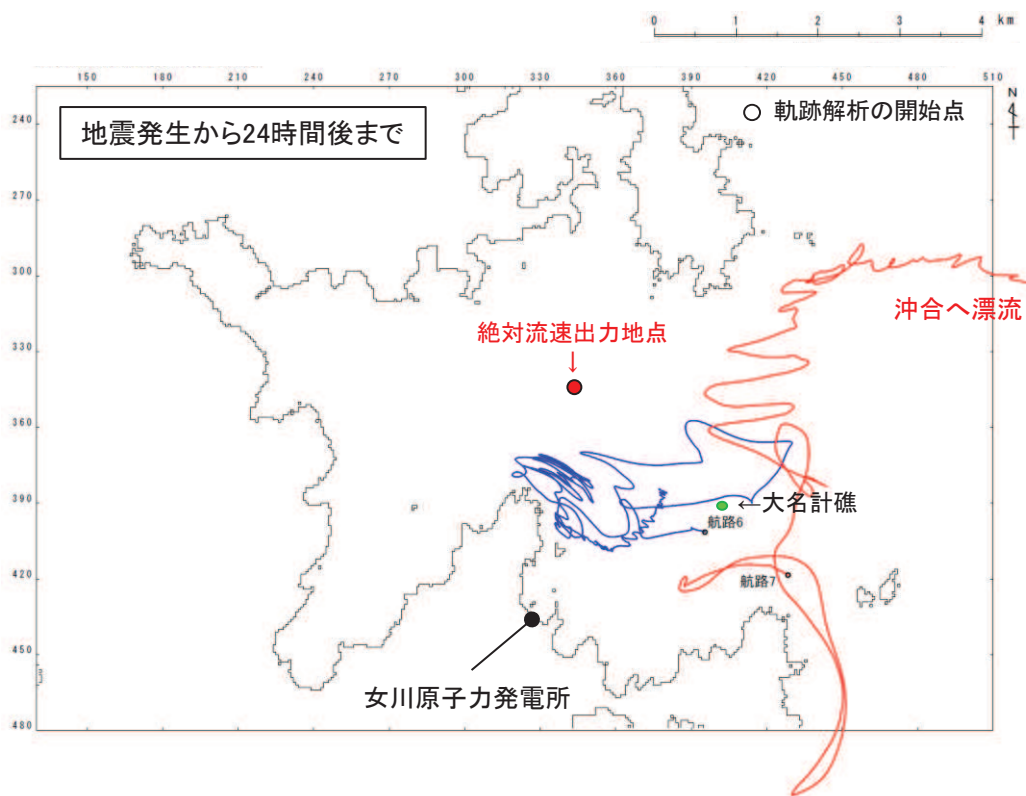 0 1 2 3 4 km
150 180 210 240 270 300 330 360 390 420 450 480 510
N
240
○ 軌跡解析の開始点
地震発生から24時間後まで
270
300
沖合へ漂流
330
絶対流速出力地点
↓
360
390
←大名計礁
航路6
420
航路7
450
女川原子力発電所
480